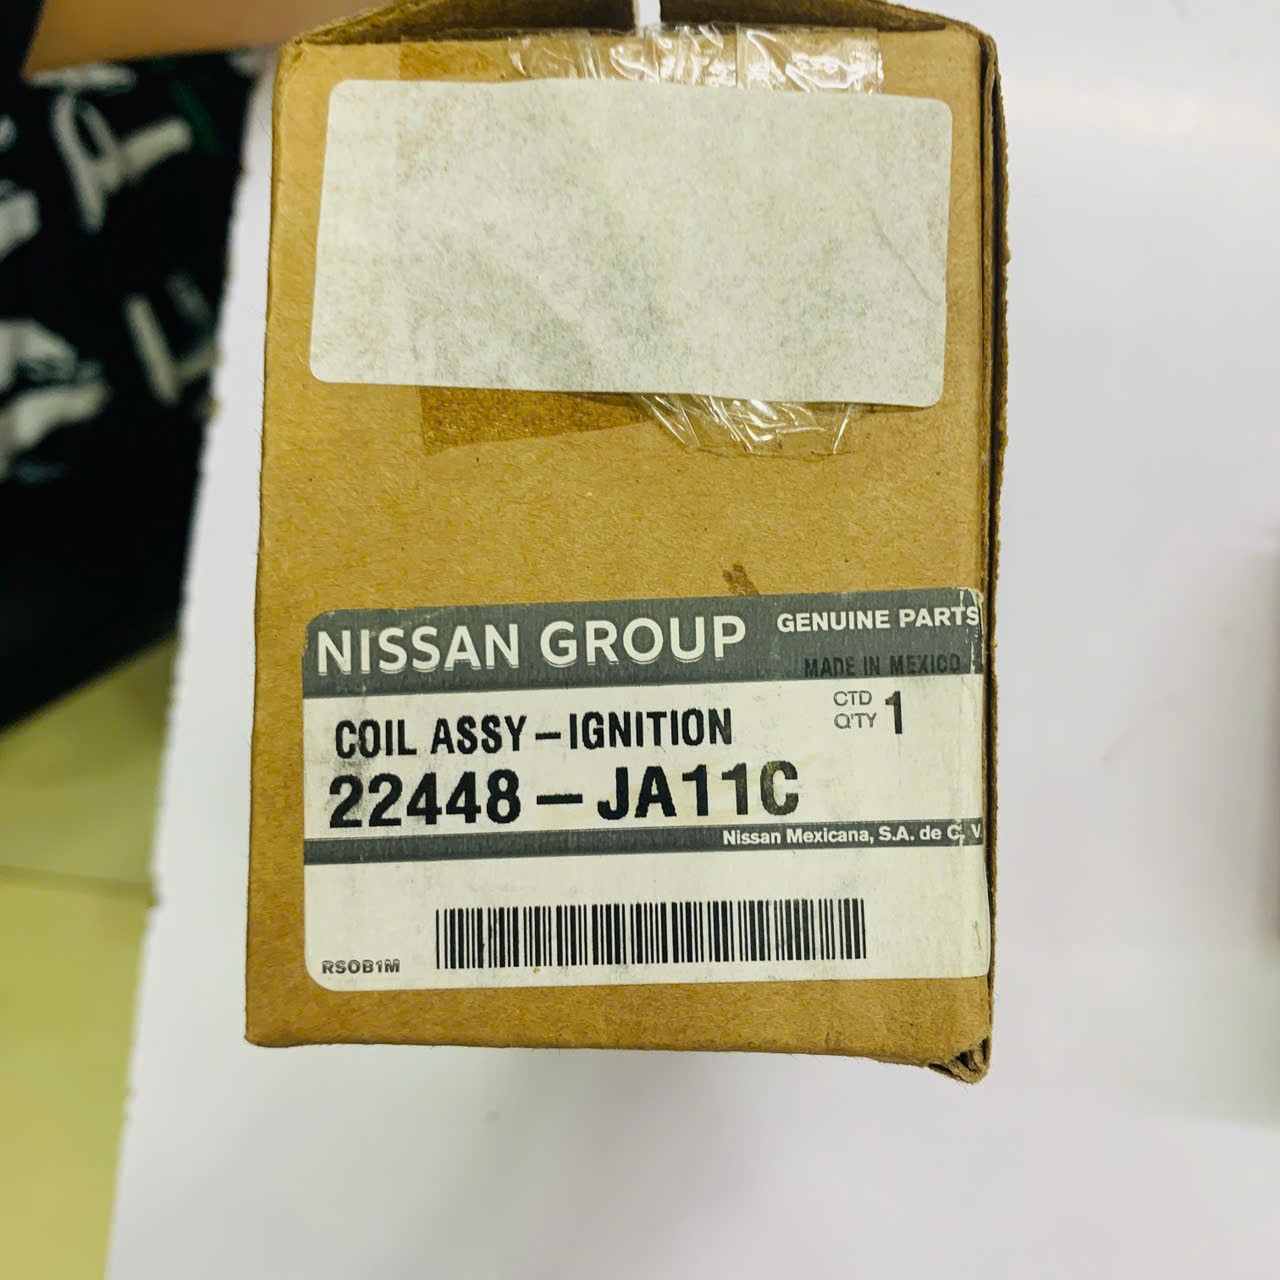 NISSAN GROUP
GENUINE PARTS
MADE IN MEXICO
COIL ASSY-IGNITION
CTD
Q'TY 1
22448-JA11C
Nissan Mexicana, S.A. de C. V.
RSOB1M